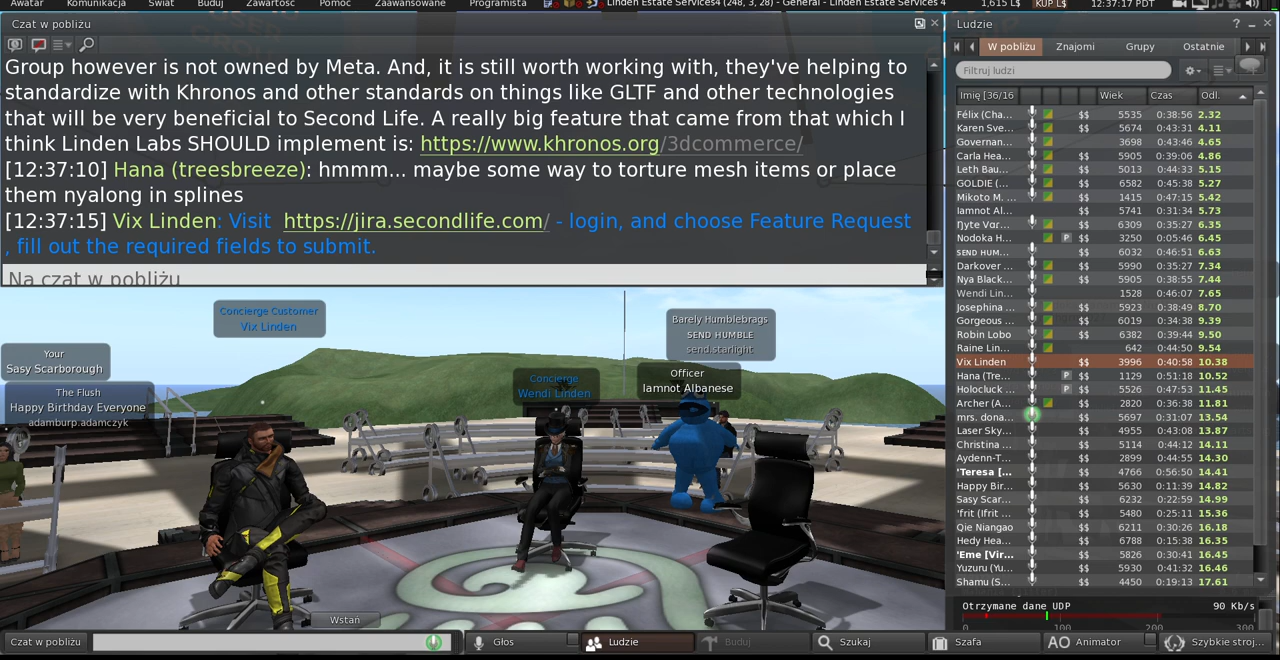 Awatar Komunikacja Świat Buduj Zawartość Pomoc Zaawansowane Programista Linden Estate Services4 (248, 3, 28) - General - Linden Estate Services 4 1,615 L$ KUP L$ 12:37:17 PDT
Czat w pobliżu
Group however is not owned by Meta. And, it is still worth working with, they've helping to
standardize with Khronos and other standards on things like GLTF and other technologies
that will be very beneficial to Second Life. A really big feature that came from that which I
think Linden Labs SHOULD implement is: https://www.khronos.org/3dcommerce/
[12:37:10] Hana (treesbreeze): hmmm... maybe some way to torture mesh items or place
them nyalong in splines
[12:37:15] Vix Linden: Visit https://jira.secondlife.com/ - login, and choose Feature Request
, fill out the required fields to submit.
Na czat w pobliżu
Concierge Customer
Vix Linden
Your
Sasy Scarborough
The Flush
Happy Birthday Everyone
adamburp.adamczyk
Concierge
Wendi Linden
Barely Humblebrags
SEND HUMBLE
send.starlight
Officer
Iamnot Albanese
Wstań
Ludzie
W pobliżu Znajomi Grupy Ostatnie
Filtruj ludzi
Imię [36/16 Wiek Czas Odl.
Félix (Cha... $$ 5535 0:38:56 2.32
Karen Sve... $$ 5674 0:43:31 4.11
Governan... 3698 0:43:46 4.65
Carla Hea... $$ 5905 0:39:06 4.86
Leth Bau... $$ 5013 0:44:33 5.15
GOLDIE (... $$ 6582 0:45:38 5.27
Mikoto M. ... $$ 1415 0:47:15 5.42
Iamnot Al... 5741 0:31:34 5.73
$$ 6309 0:35:27 6.35
Nodoka H... P $$ 3250 0:05:46 6.45
SEND HUM... $$ 6032 0:46:51 6.63
Darkover ... $$ 5990 0:35:27 7.34
Nya Black... $$ 5905 0:38:55 7.44
Wendi Lin... 1528 0:46:07 7.65
Josephina ... $$ 5923 0:38:49 8.70
Gorgeous ... $$ 6019 0:34:38 9.39
Robin Lobo $$ 6382 0:39:44 9.50
Raine Lin... 642 0:44:50 9.54
Vix Linden $$ 3996 0:40:58 10.38
Hana (Tre... P $$ 1129 0:51:18 10.52
Holocluck ... P $$ 5526 0:47:53 11.45
Archer (A... $$ 2820 0:36:38 11.81
mrs. dona... $$ 5697 0:31:07 13.54
Laser Sky... $$ 4955 0:43:08 13.87
Christina ... $$ 5114 0:44:12 14.11
Aydenn-T... $$ 2899 0:44:55 14.30
'Teresa [... $$ 4766 0:56:50 14.41
Happy Bir... $$ 5630 0:11:39 14.82
Sasy Scar... $$ 6232 0:22:59 14.99
'frit (Ifrit ... $$ 5480 0:25:11 15.36
Qie Niangao $$ 6211 0:30:26 16.18
Hedy Hea... $$ 6788 0:15:38 16.35
'Eme [Vir... $$ 5826 0:30:41 16.45
Yuzuru (Yu... $$ 5930 0:41:32 16.46
Shamu (S... $$ 4450 0:19:13 17.61
Otrzymane dane UDP 90 Kb/s
0 100 200 300
Czat w pobliżu Głos Ludzie Buduj Szukaj Szafa AO Animator Szybkie stroj...